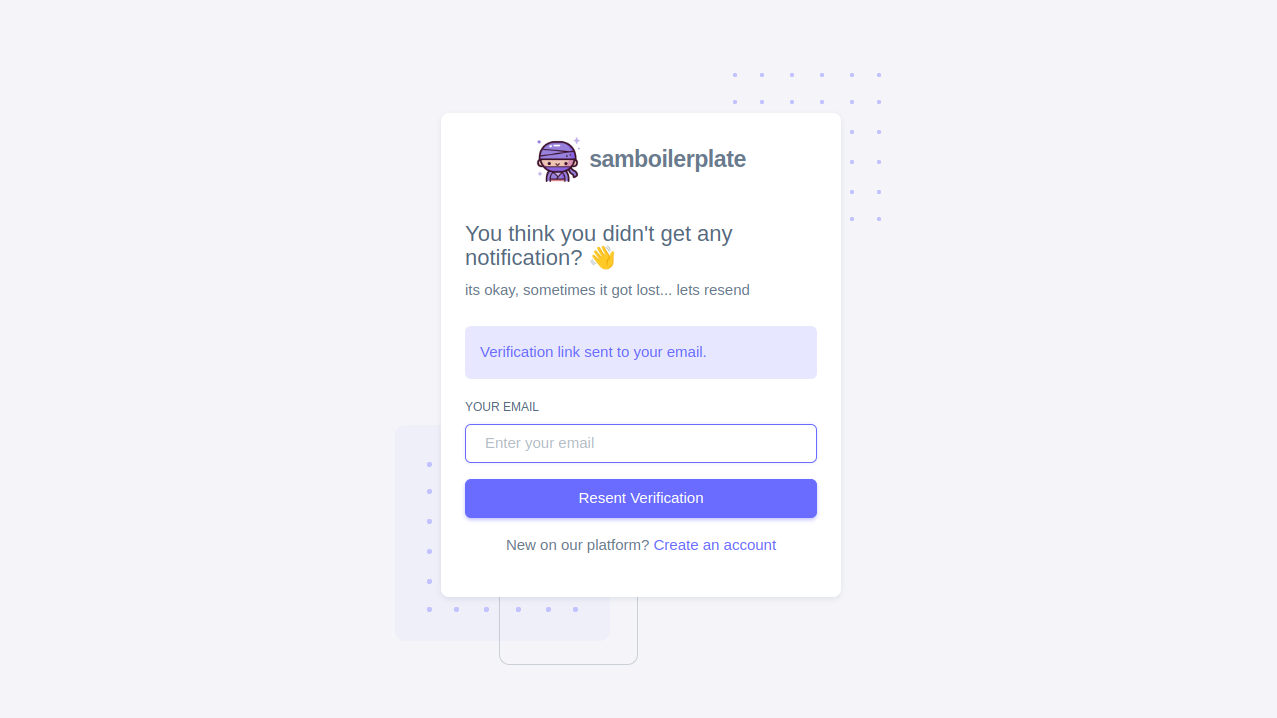 samboilerplate
You think you didn't get any
notification? 👋
its okay, sometimes it got lost... lets resend
Verification link sent to your email.
YOUR EMAIL
Enter your email
Resent Verification
New on our platform? Create an account